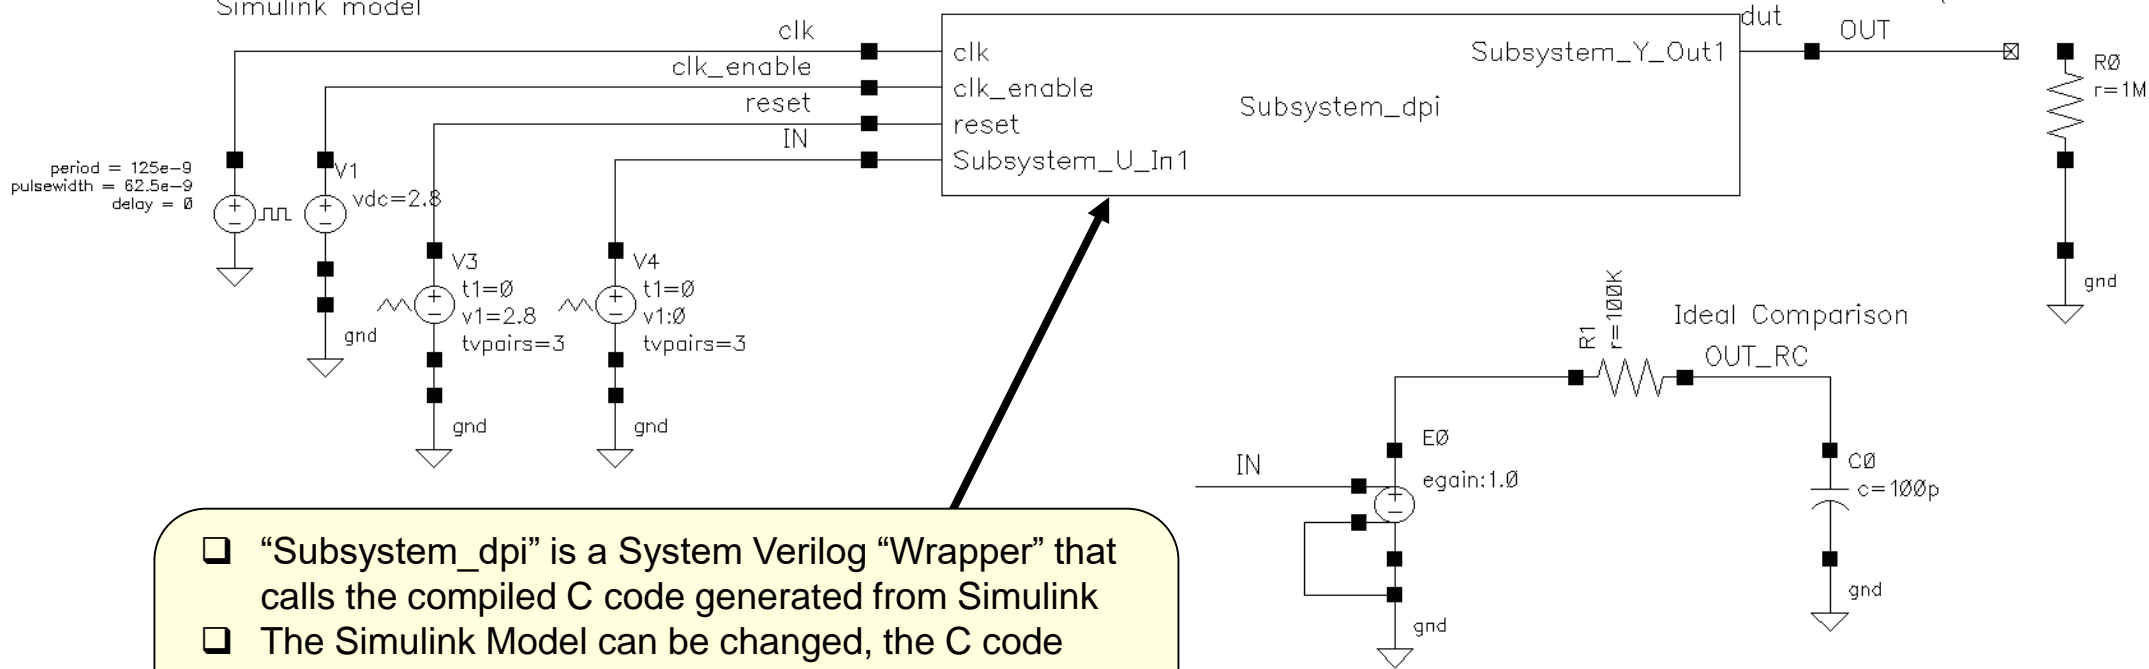 Simulink model
clk
clk_enable
reset
IN
clk
clk_enable
reset
Subsystem_U_In1
Subsystem_dpi
Subsystem_Y_Out1
dut
OUT
RØ
r=1M
gnd
period = 125e-9
pulsewidth = 62.5e-9
delay = Ø
V1
vdc=2.8
gnd
V3
t1=Ø
v1=2.8
tvpairs=3
gnd
V4
t1=Ø
v1:Ø
tvpairs=3
gnd
Ideal Comparison
R1
r=1ØØK
OUT_RC
IN
EØ
egain:1.Ø
gnd
CØ
c=1ØØp
gnd
“Subsystem_dpi” is a System Verilog “Wrapper” that
calls the compiled C code generated from Simulink
The Simulink Model can be changed, the C code